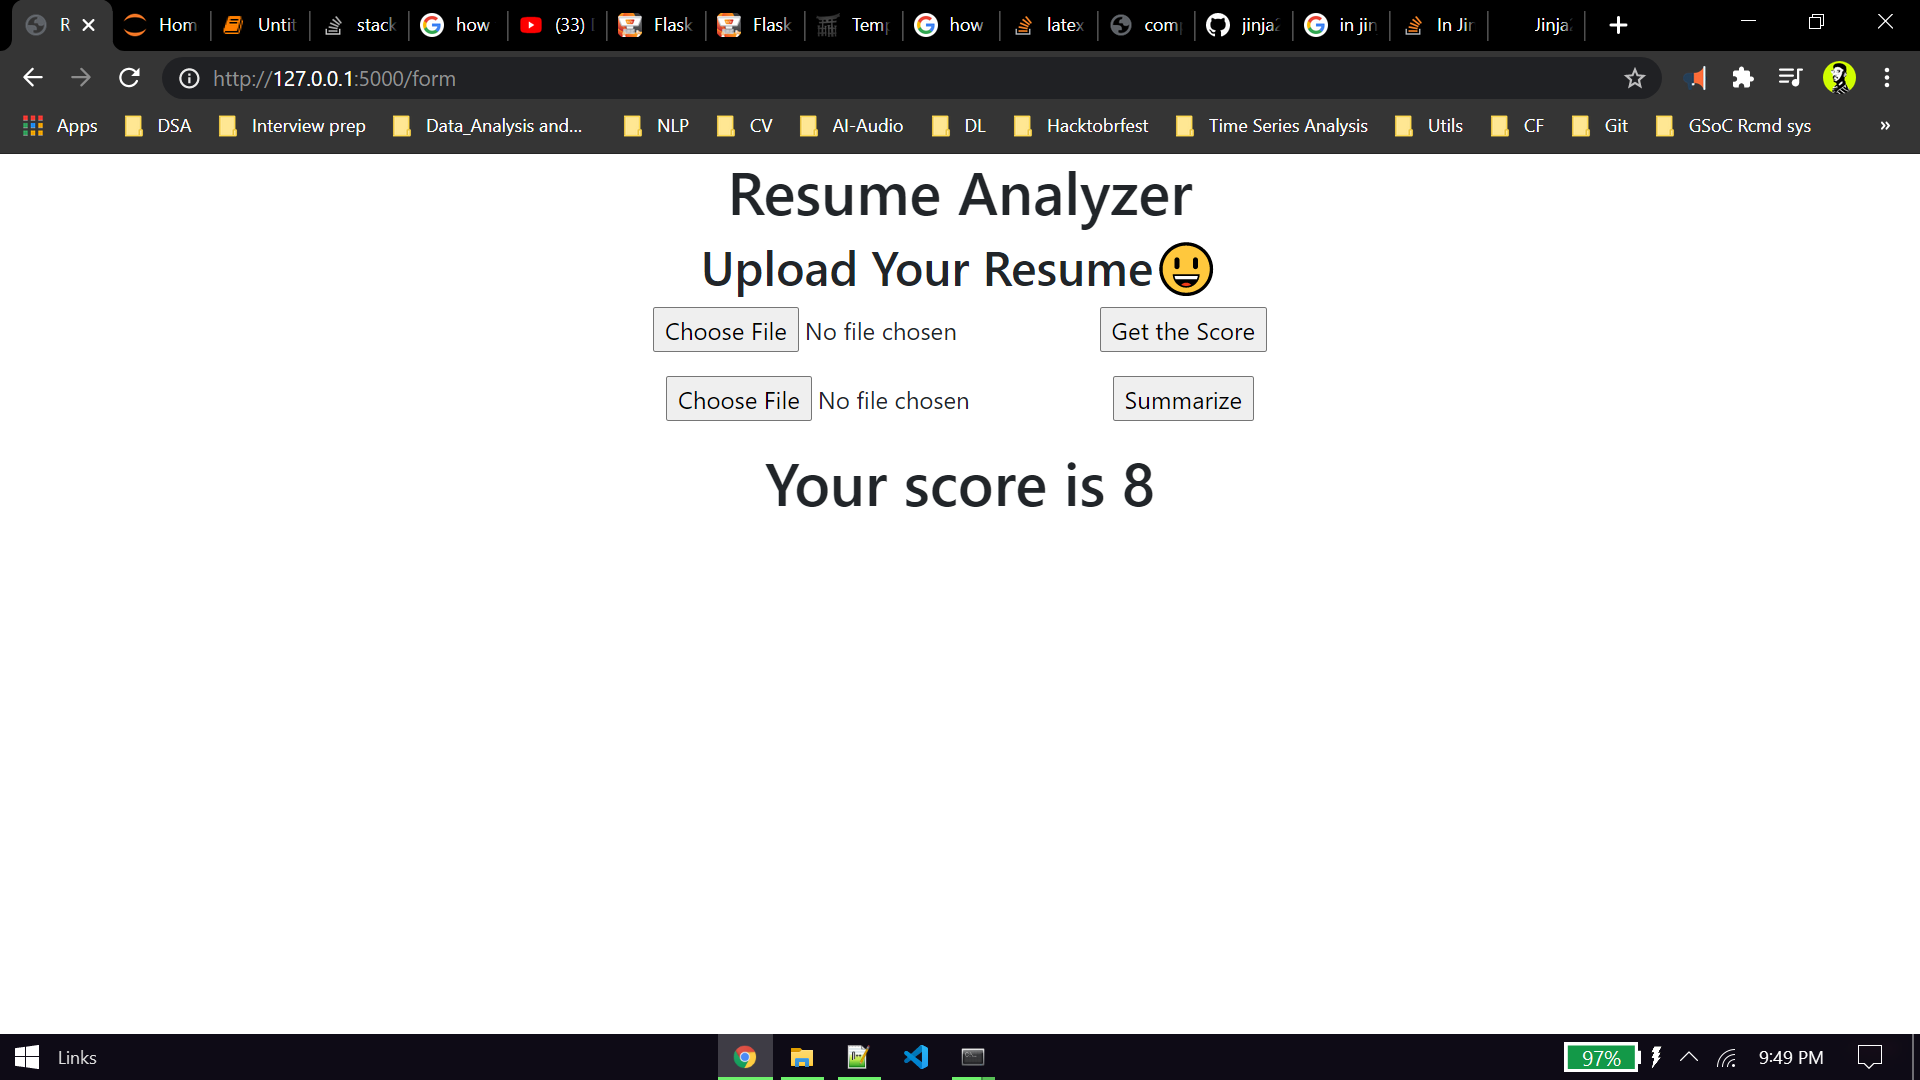 R Hom Untit stack how (33) Flask Flask Temp how latex com jinja2 in jin In Jir Jinja2
http://127.0.0.1:5000/form
Apps DSA Interview prep Data_Analysis and... NLP CV AI-Audio DL Hacktobrfest Time Series Analysis Utils CF Git GSoC Rcmd sys »
Resume Analyzer
Upload Your Resume😃
Choose File No file chosen Get the Score
Choose File No file chosen Summarize
Your score is 8
Links 97% 9:49 PM